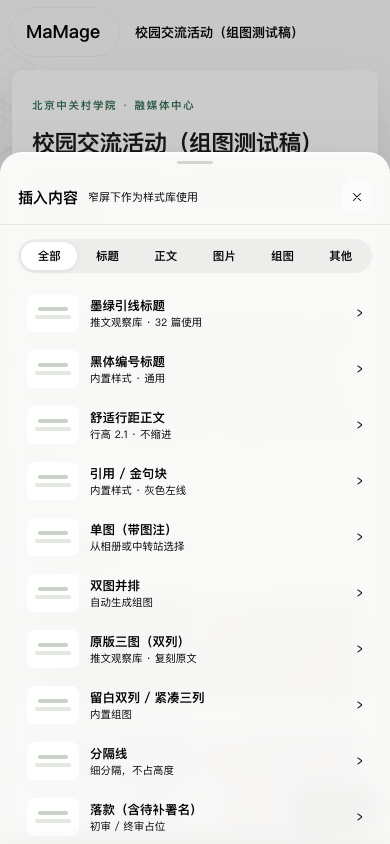 MaMage
校园交流活动（组图测试稿）
北京中关村学院 · 融媒体中心
校园交流活动（组图测试稿）
插入内容 窄屏下作为样式库使用
全部 标题 正文 图片 组图 其他
墨绿引线标题
推文观察库 · 32 篇使用
黑体编号标题
内置样式 · 通用
舒适行距正文
行高 2.1 · 不缩进
引用 / 金句块
内置样式 · 灰色左线
单图（带图注）
从相册或中转站选择
双图并排
自动生成组图
原版三图（双列）
推文观察库 · 复刻原文
留白双列 / 紧凑三列
内置组图
分隔线
细分隔，不占高度
落款（含待补署名）
初审 / 终审占位